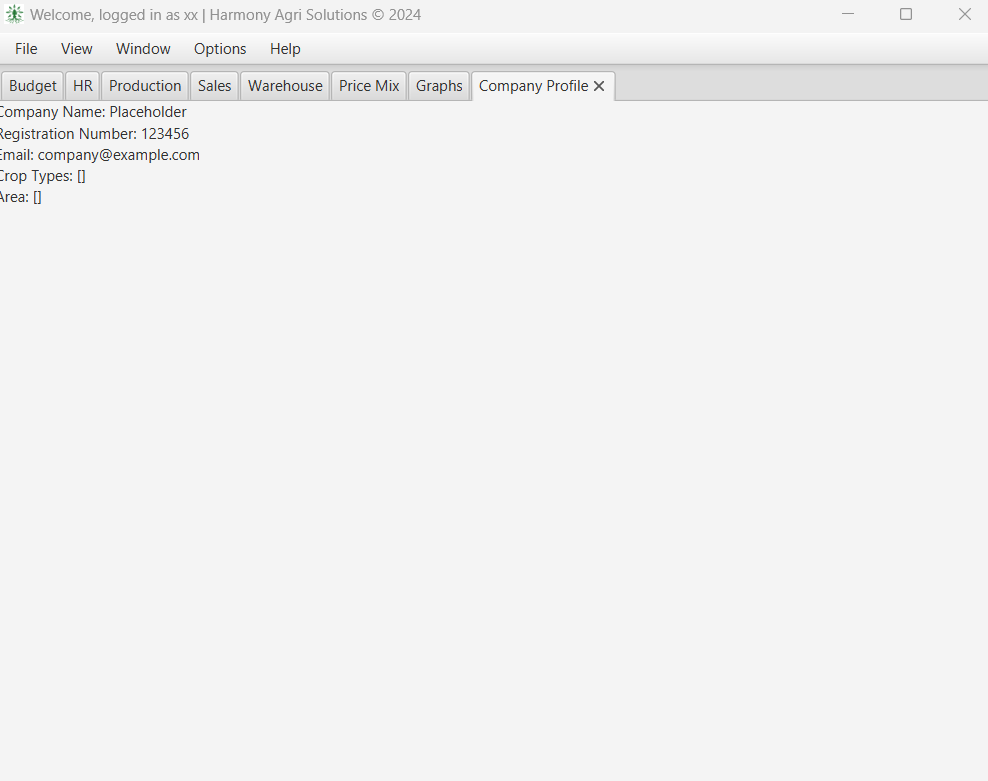 Welcome, logged in as xx | Harmony Agri Solutions © 2024
File View Window Options Help
Budget HR Production Sales Warehouse Price Mix Graphs Company Profile
Company Name: Placeholder
Registration Number: 123456
Email: company@example.com
Crop Types: []
Area: []